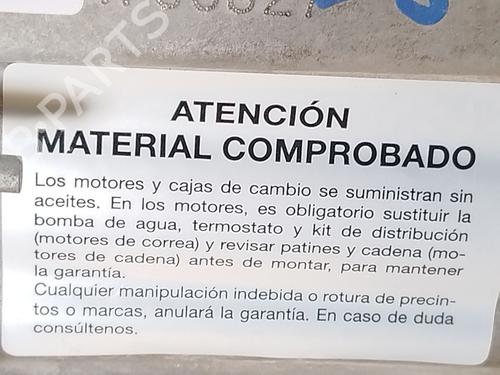 ATENCIÓN
MATERIAL COMPROBADO
Los motores y cajas de cambio se suministran sin
aceites. En los motores, es obligatorio sustituir la
bomba de agua, termostato y kit de distribución
(motores de correa) y revisar patines y cadena (mo-
tores de cadena) antes de montar, para mantener
la garantía.
Cualquier manipulación indebida o rotura de precin-
tos o marcas, anulará la garantía. En caso de duda
consúltenos.